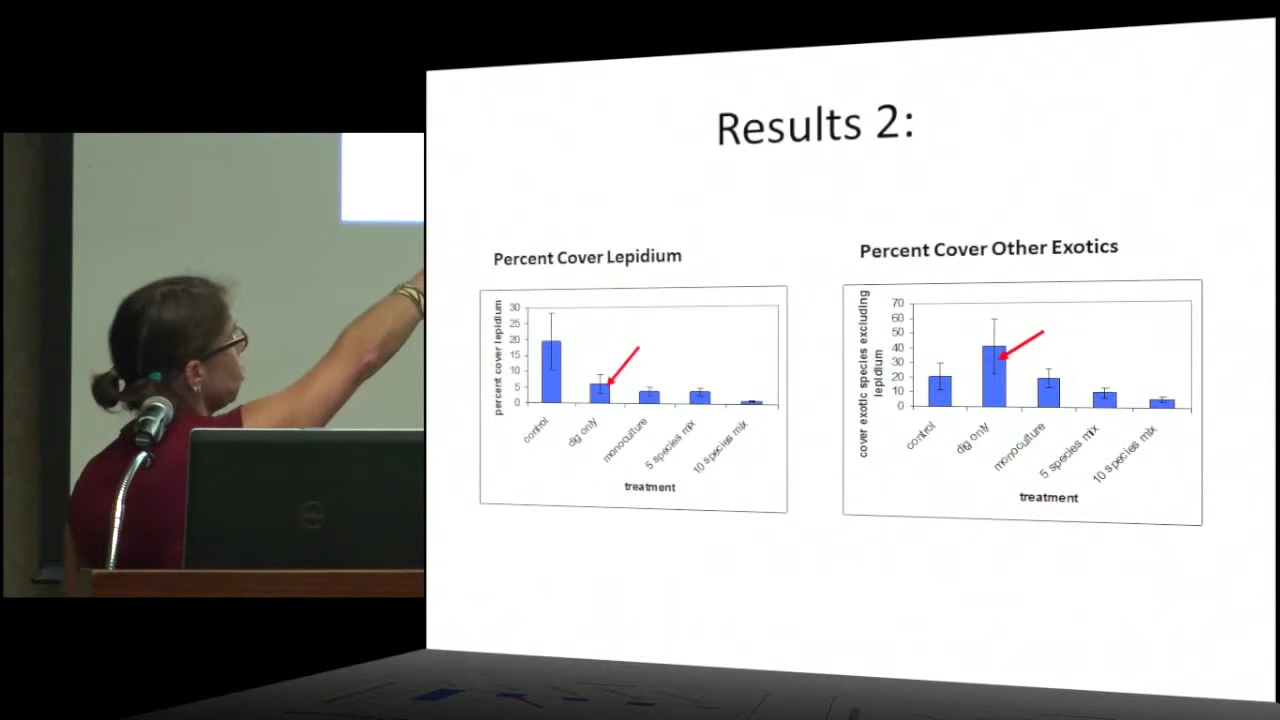 Results 2:
Percent Cover Lepidium
percent cover lepidium
30
25
20
15
10
5
0
control
dig only
monoculture
5 species mix
10 species mix
treatment
Percent Cover Other Exotics
cover exotic species excluding
lepidium
70
60
50
40
30
20
10
0
control
dig only
monoculture
5 species mix
10 species mix
treatment
DELL